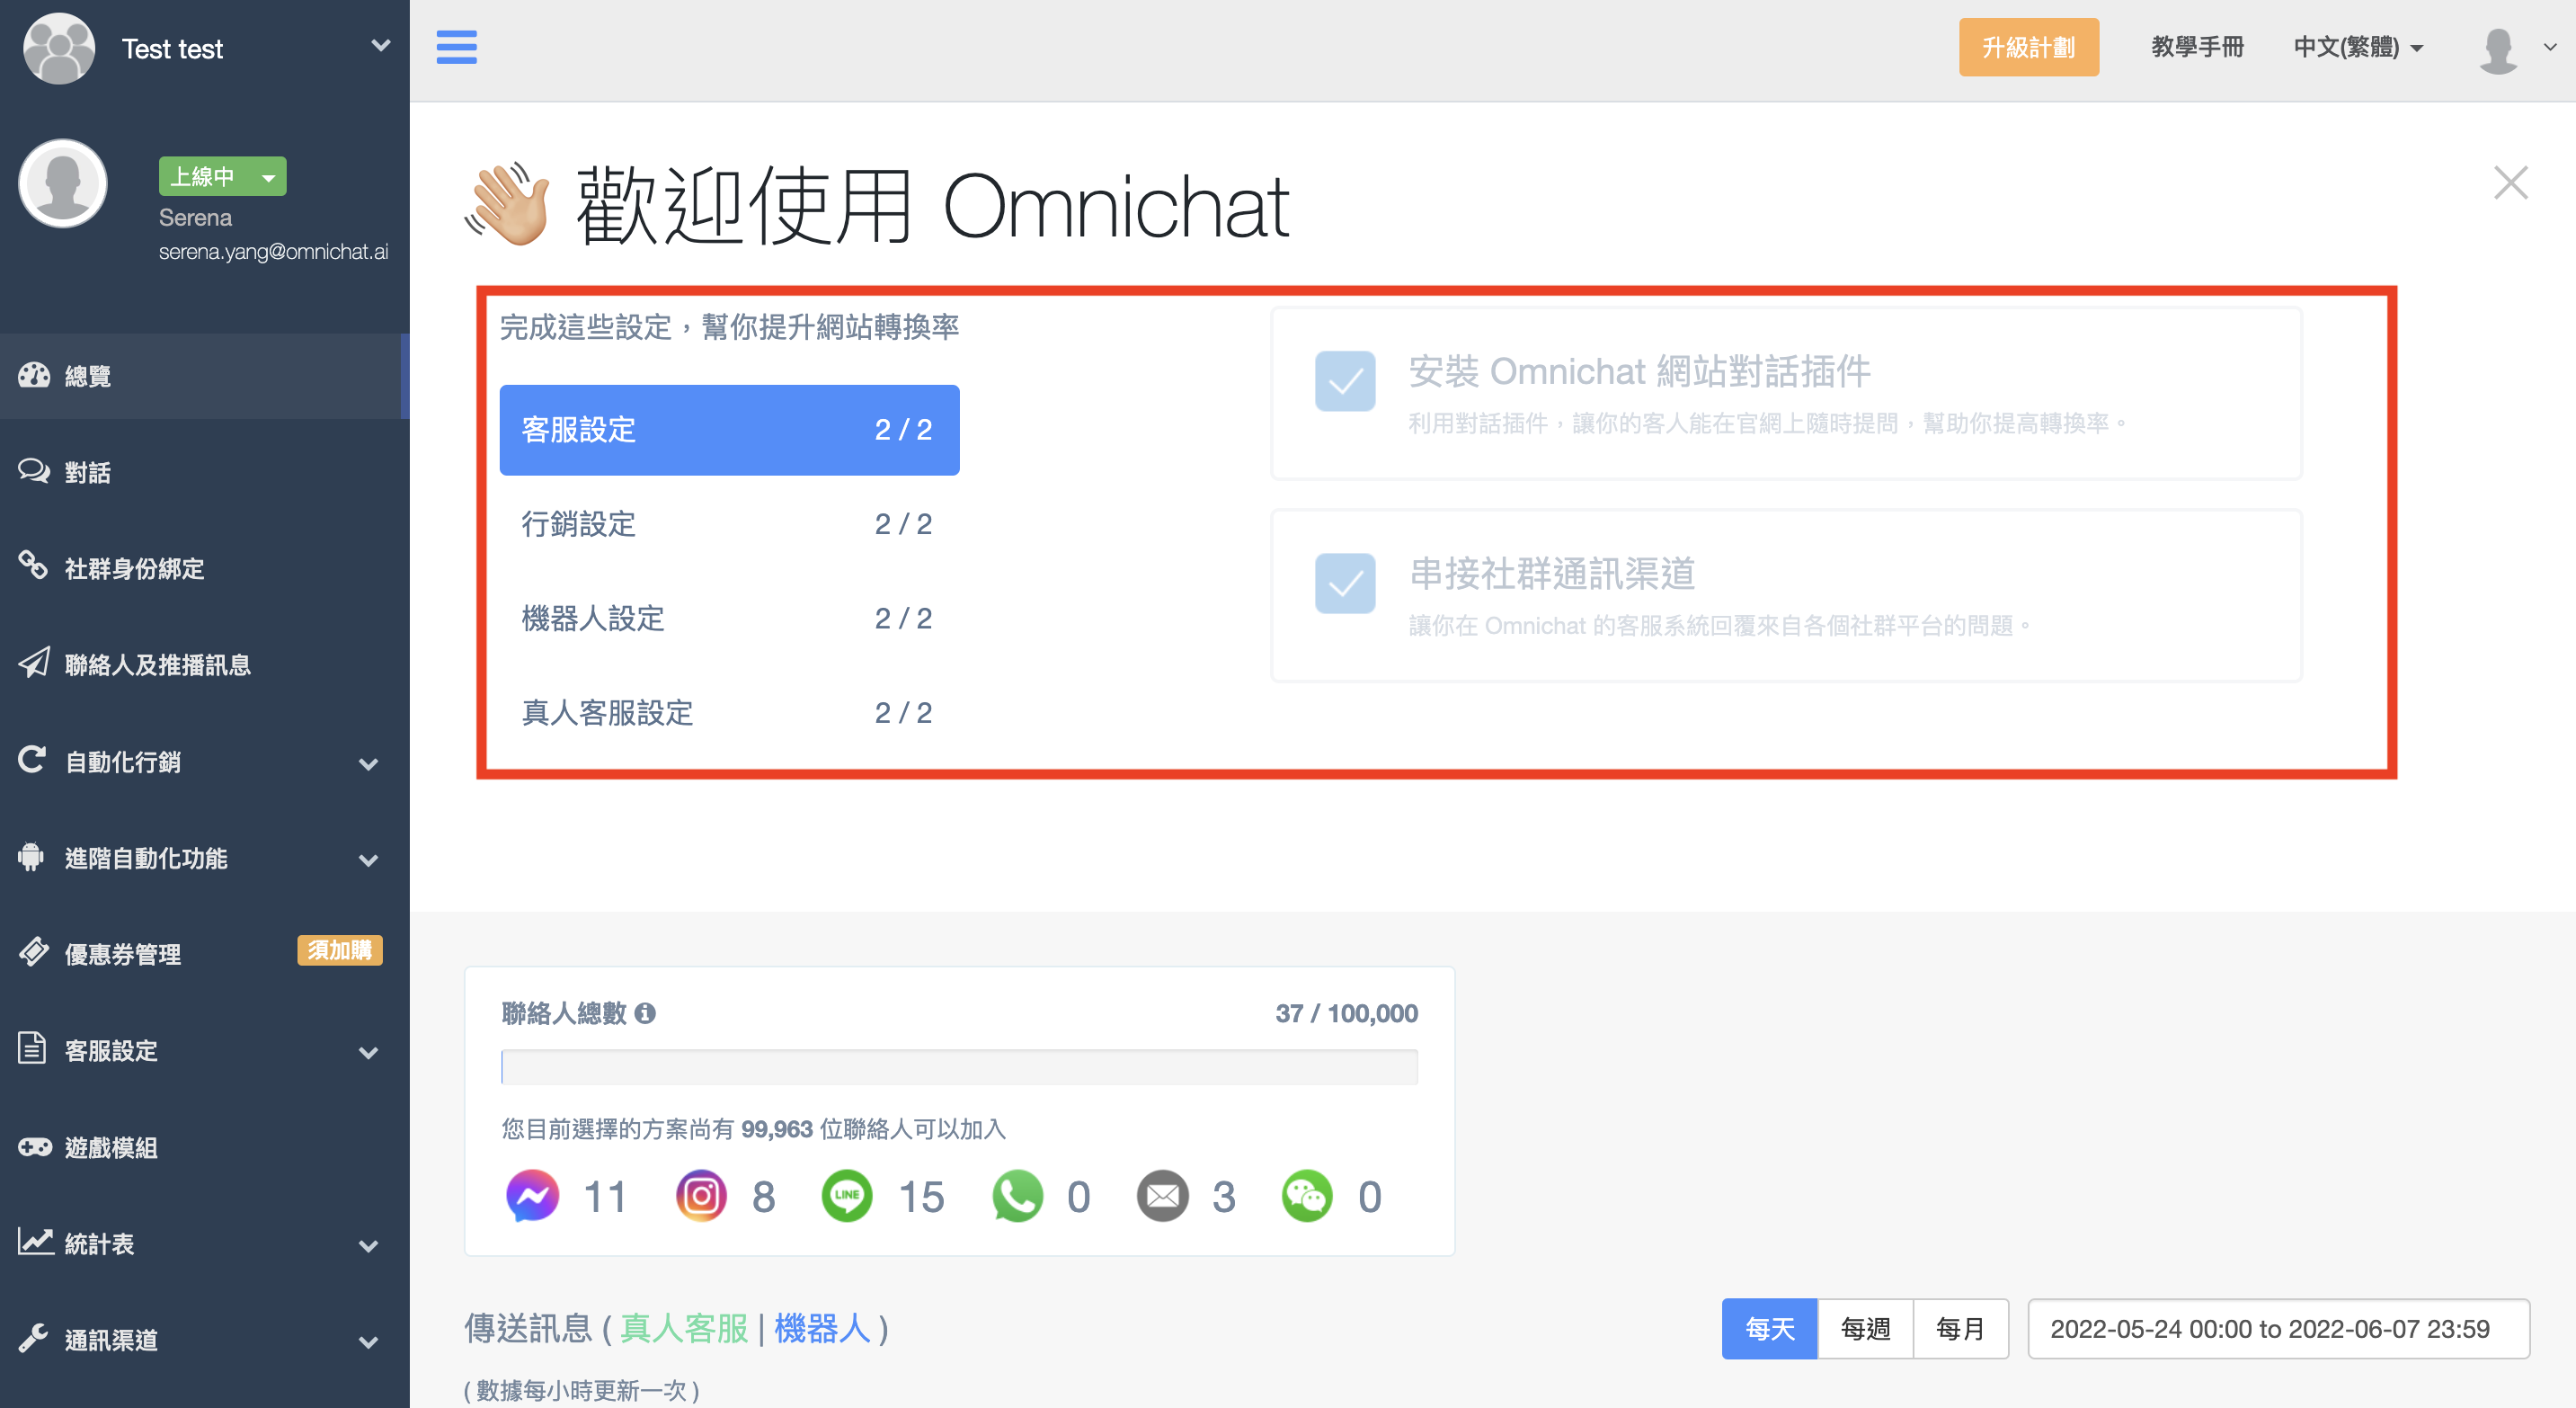 Test test
上線中
Serena
serena.yang@omnichat.ai
總覽
對話
社群身份綁定
聯絡人及推播訊息
自動化行銷
進階自動化功能
優惠券管理 須加購
客服設定
遊戲模組
統計表
通訊渠道
升級計劃 教學手冊 中文(繁體)
歡迎使用 Omnichat
完成這些設定，幫你提升網站轉換率
客服設定 2 / 2
行銷設定 2 / 2
機器人設定 2 / 2
真人客服設定 2 / 2
安裝 Omnichat 網站對話插件
利用對話插件，讓你的客人能在官網上隨時提問，幫助你提高轉換率。
串接社群通訊渠道
讓你在 Omnichat 的客服系統回覆來自各個社群平台的問題。
聯絡人總數 37 / 100,000
您目前選擇的方案尚有 99,963 位聯絡人可以加入
11 8 LINE 15 0 3 0
傳送訊息 ( 真人客服 | 機器人 )
每天 每週 每月 2022-05-24 00:00 to 2022-06-07 23:59
( 數據每小時更新一次 )